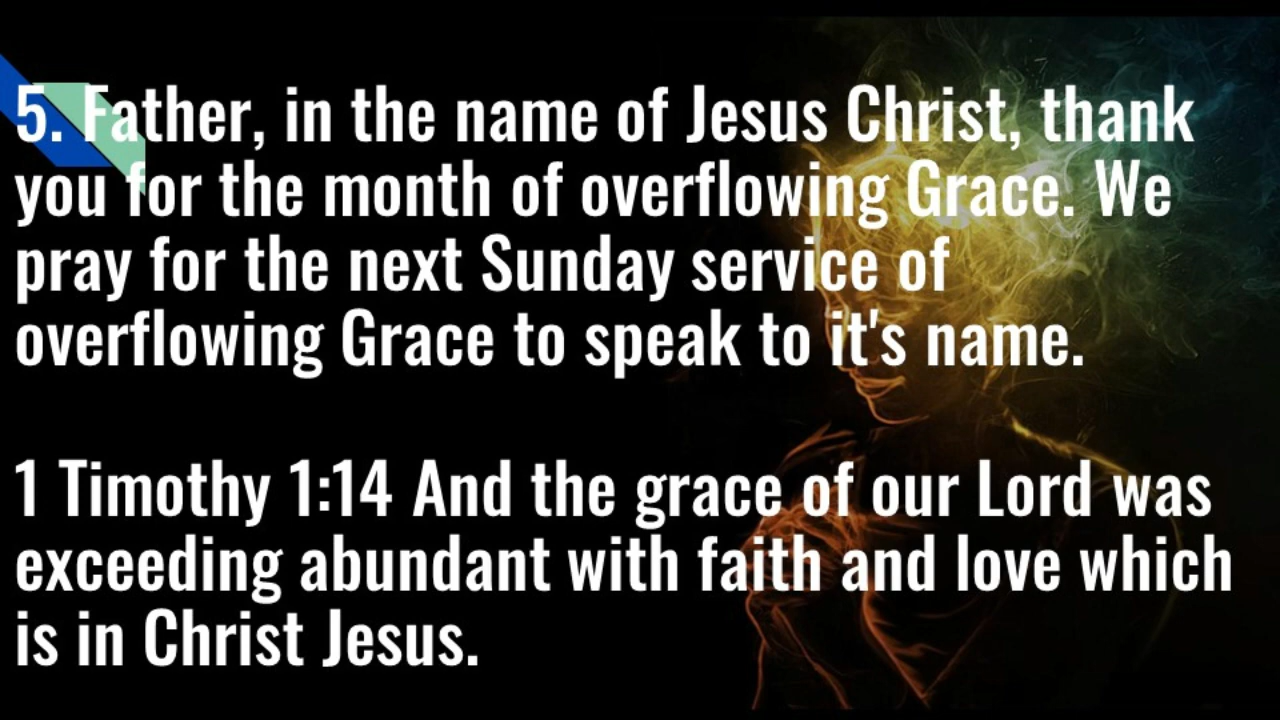 5. Father, in the name of Jesus Christ, thank
you for the month of overflowing Grace. We
pray for the next Sunday service of
overflowing Grace to speak to it's name.
1 Timothy 1:14 And the grace of our Lord was
exceeding abundant with faith and love which
is in Christ Jesus.